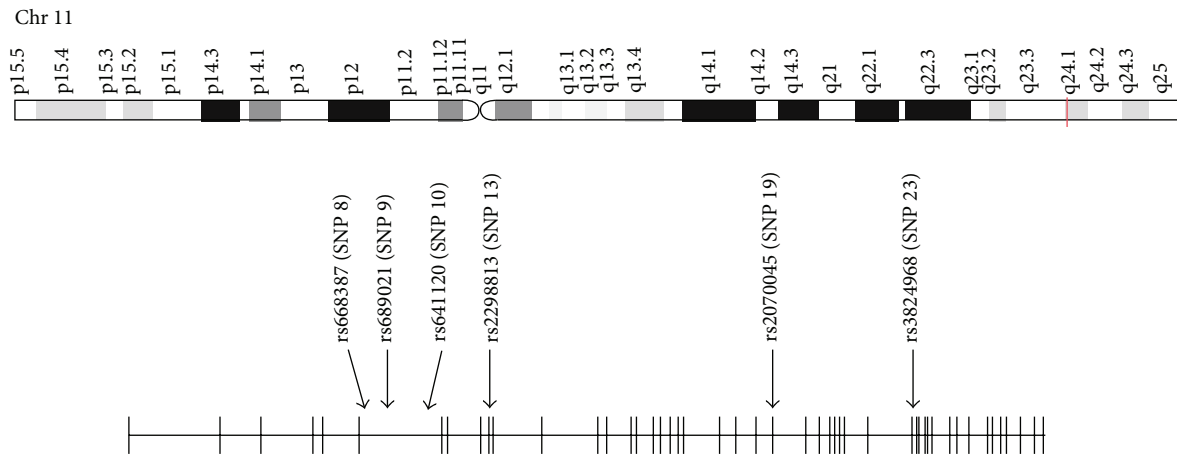 Chr 11
p15.5
p15.4
p15.3
p15.2
p15.1
p14.3
p14.1
p13
p12
p11.2
p11.12
p11.11
q11
q12.1
q13.1
q13.2
q13.3
q13.4
q14.1
q14.2
q14.3
q21
q22.1
q22.3
q23.1
q23.2
q23.3
q24.1
q24.2
q24.3
q25
rs668387 (SNP 8)
rs689021 (SNP 9)
rs641120 (SNP 10)
rs2298813 (SNP 13)
rs2070045 (SNP 19)
rs3824968 (SNP 23)